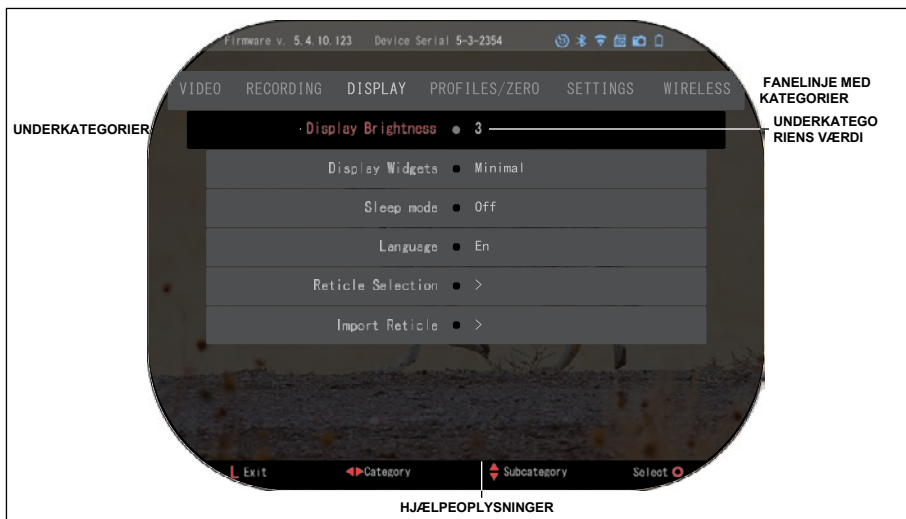 Firmware v. 5.4.10.123 Device Serial 5-3-2354
VIDEO RECORDING DISPLAY PROFILES/ZERO SETTINGS WIRELESS
FANELINJE MED
KATEGORIER
UNDERKATEGORIER
Display Brightness ● 3
UNDERKATEGO
RIENS VÆRDI
Display Widgets ● Minimal
Sleep mode ● Off
Language ● En
Reticle Selection ● >
Import Reticle ● >
L Exit Category Subcategory Select
HJÆLPEOPLYSNINGER